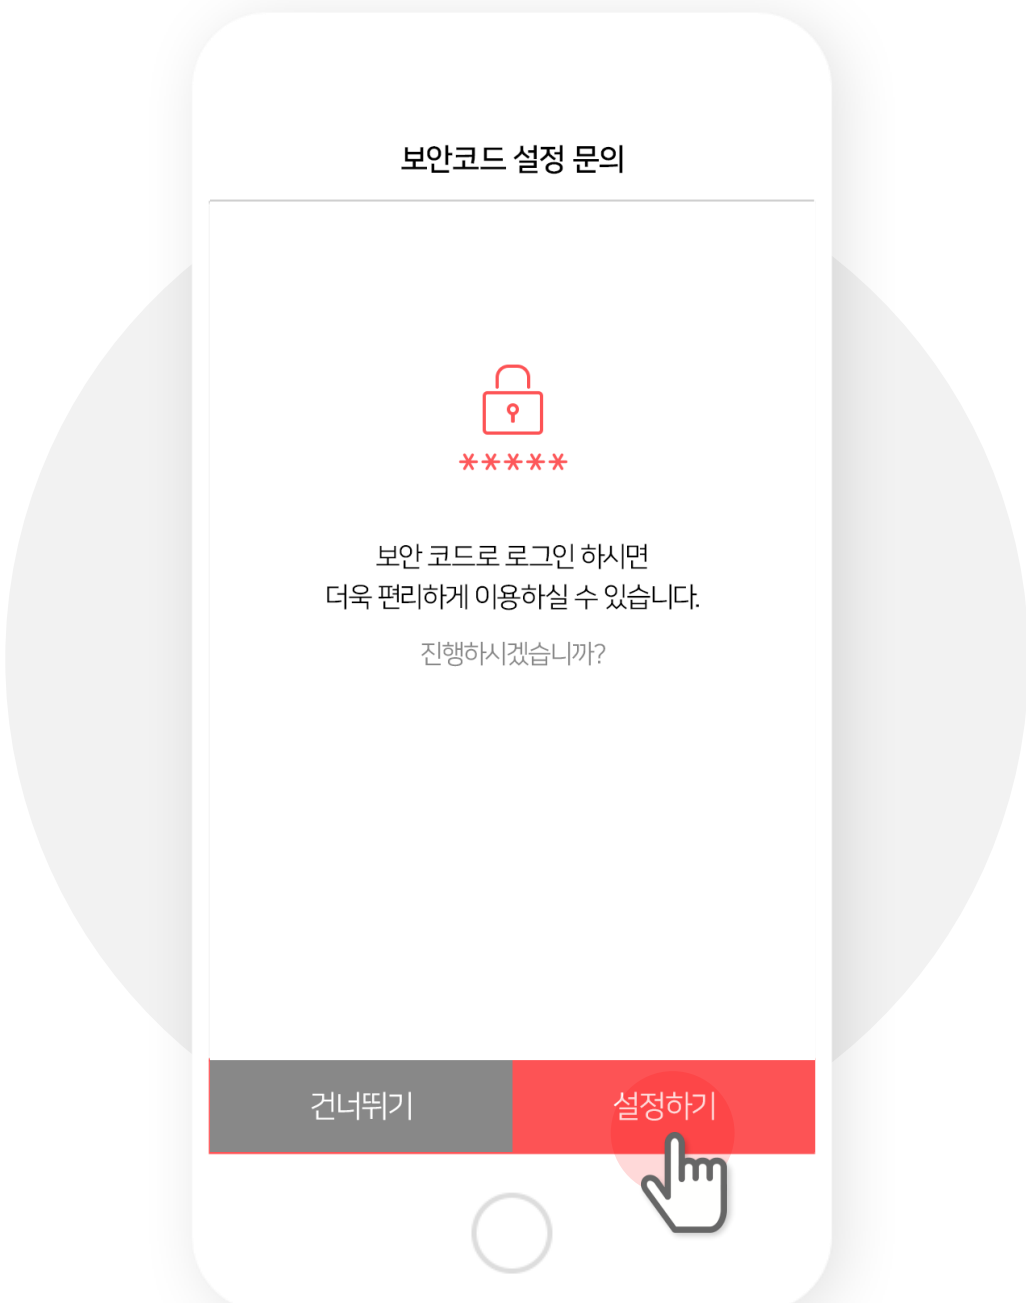 보안코드 설정 문의
*****
보안 코드로 로그인 하시면
더욱 편리하게 이용하실 수 있습니다.
진행하시겠습니까?
건너뛰기
설정하기